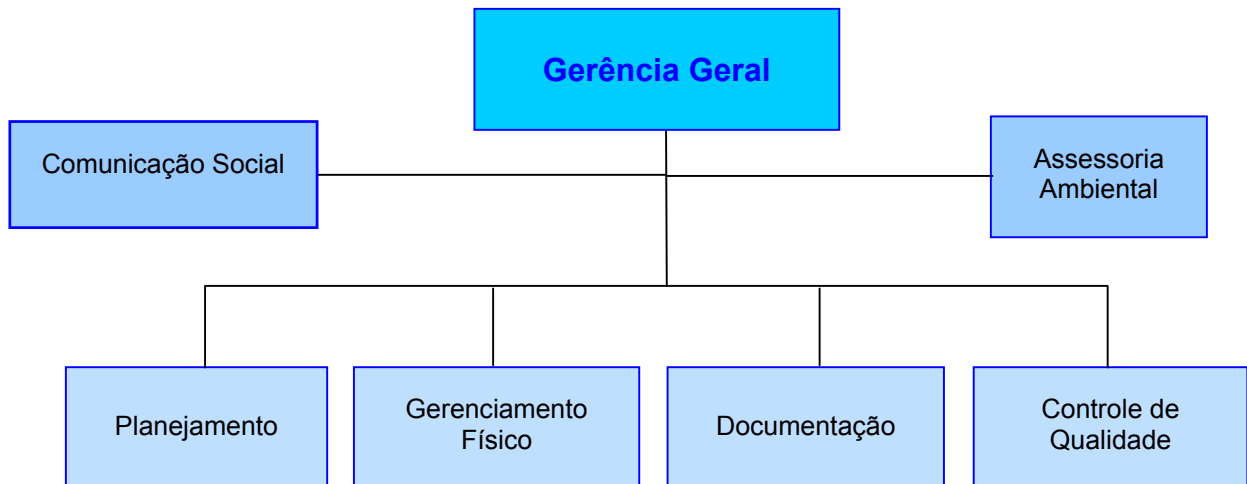 Gerência Geral
Comunicação Social
Assessoria
Ambiental
Planejamento
Gerenciamento
Físico
Documentação
Controle de
Qualidade